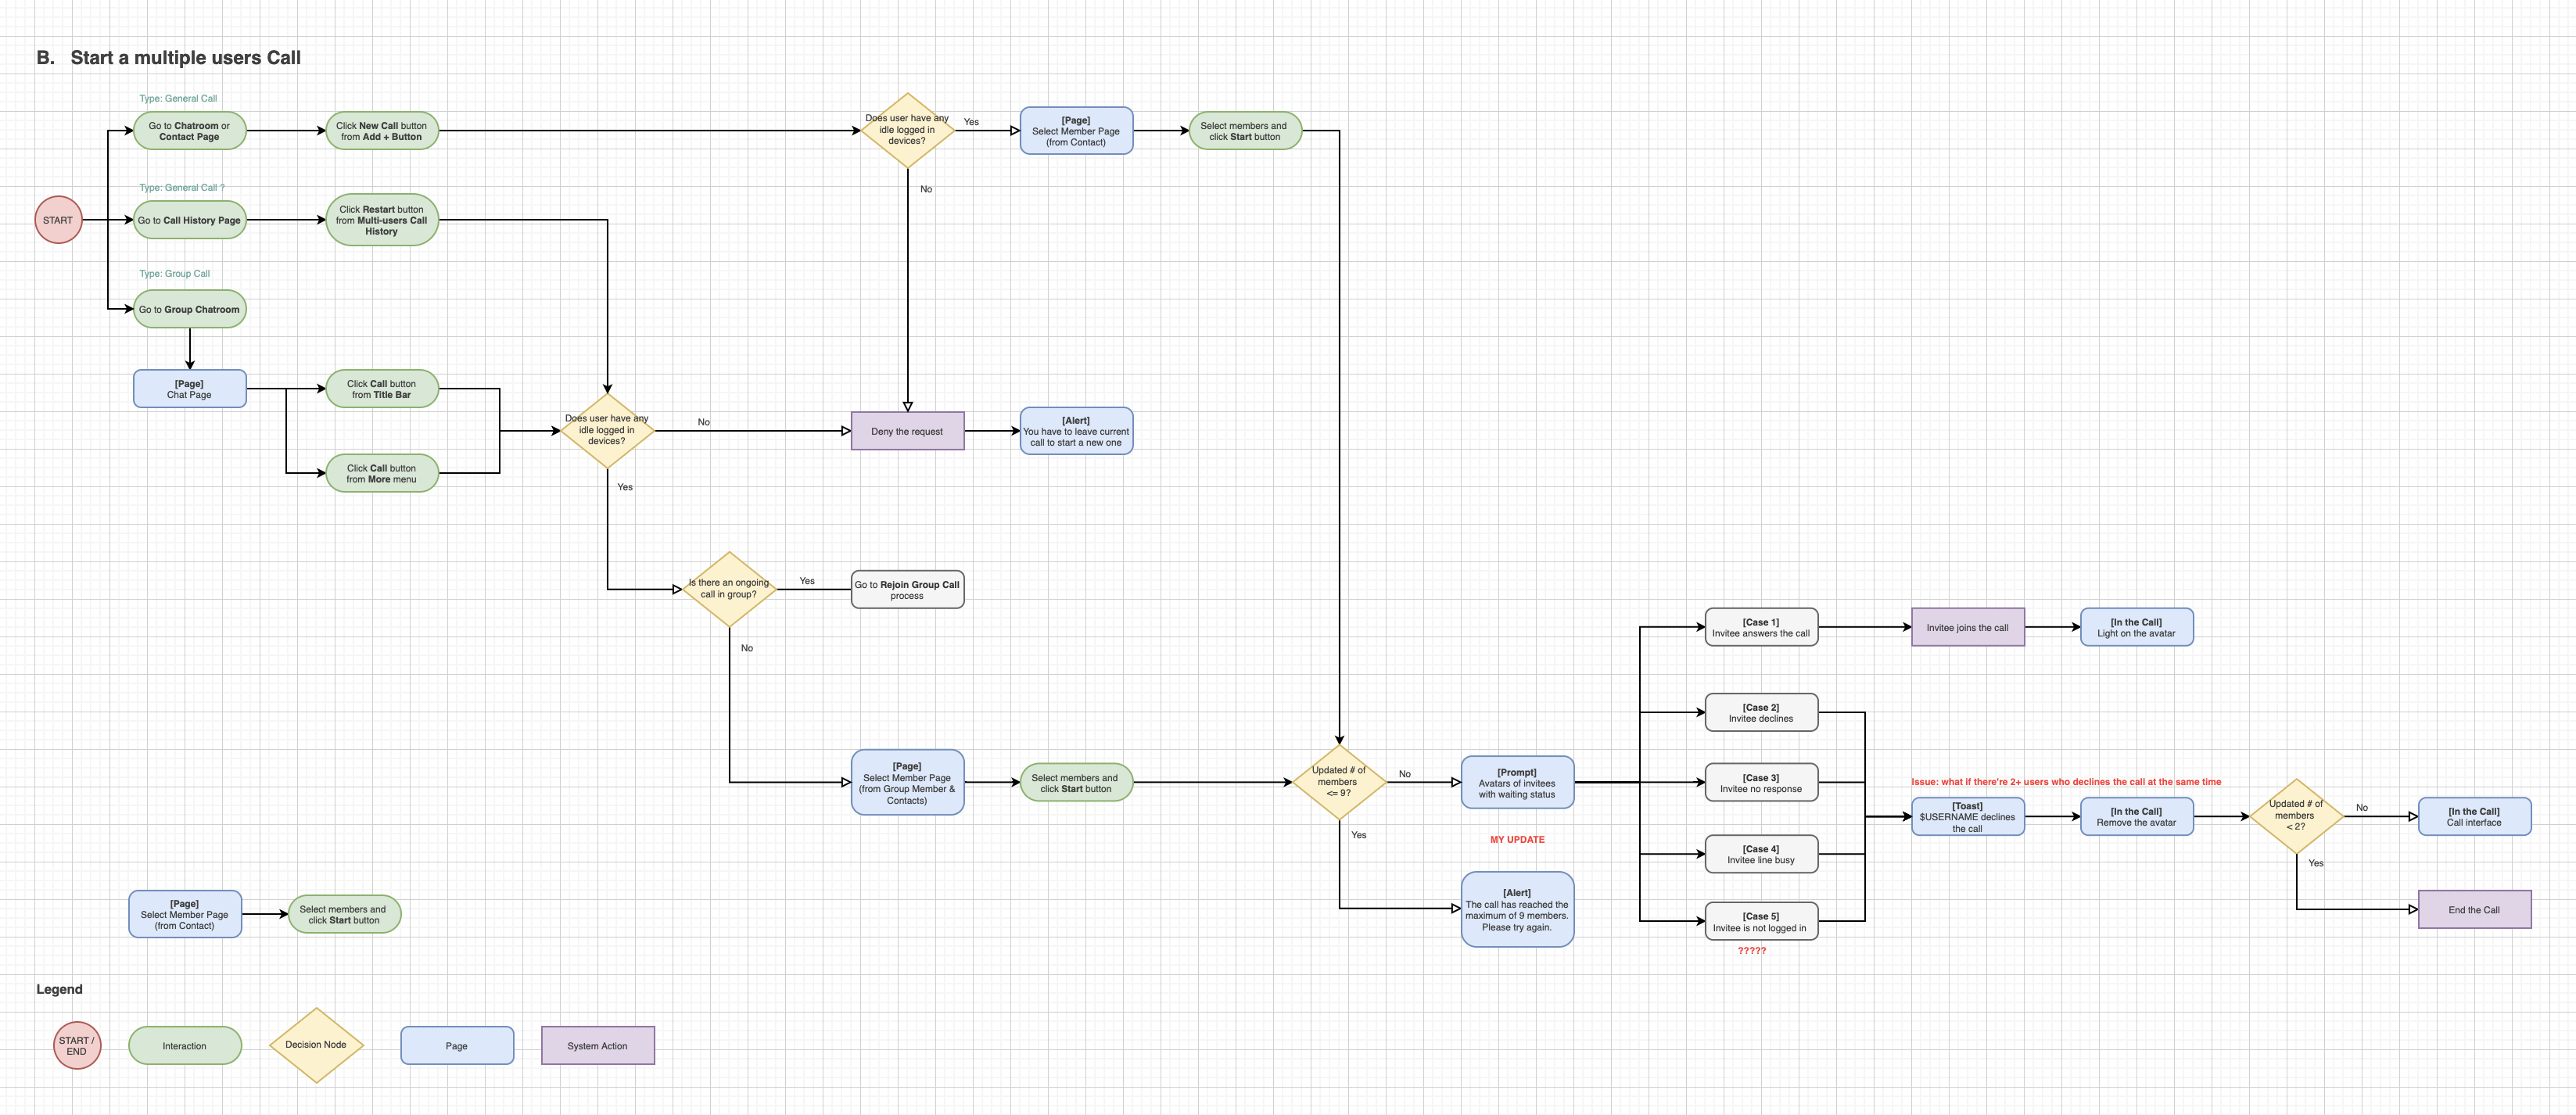 B. Start a multiple users Call
Type: General Call
Go to Chatroom or
Contact Page
Click New Call button
from Add + Button
Does user have any
idle logged in
devices?
Yes
No
[Page]
Select Member Page
(from Contact)
Select members and
click Start button
START
Type: General Call ?
Go to Call History Page
Click Restart button
from Multi-users Call
History
Type: Group Call
Go to Group Chatroom
[Page]
Chat Page
Click Call button
from Title Bar
Click Call button
from More menu
Does user have any
idle logged in
devices?
No
Yes
Deny the request
[Alert]
You have to leave current
call to start a new one
Is there an ongoing
call in group?
Yes
No
Go to Rejoin Group Call
process
[Page]
Select Member Page
(from Group Member &
Contacts)
Select members and
click Start button
Updated # of
members
<= 9?
No
Yes
[Prompt]
Avatars of invitees
with waiting status
MY UPDATE
[Alert]
The call has reached the
maximum of 9 members.
Please try again.
[Case 1]
Invitee answers the call
Invitee joins the call
[In the Call]
Light on the avatar
[Case 2]
Invitee declines
[Case 3]
Invitee no response
[Case 4]
Invitee line busy
[Case 5]
Invitee is not logged in
?????
Issue: what if there're 2+ users who declines the call at the same time
[Toast]
$USERNAME declines
the call
[In the Call]
Remove the avatar
Updated # of
members
< 2?
No
Yes
[In the Call]
Call interface
End the Call
[Page]
Select Member Page
(from Contact)
Select members and
click Start button
Legend
START /
END
Interaction
Decision Node
Page
System Action